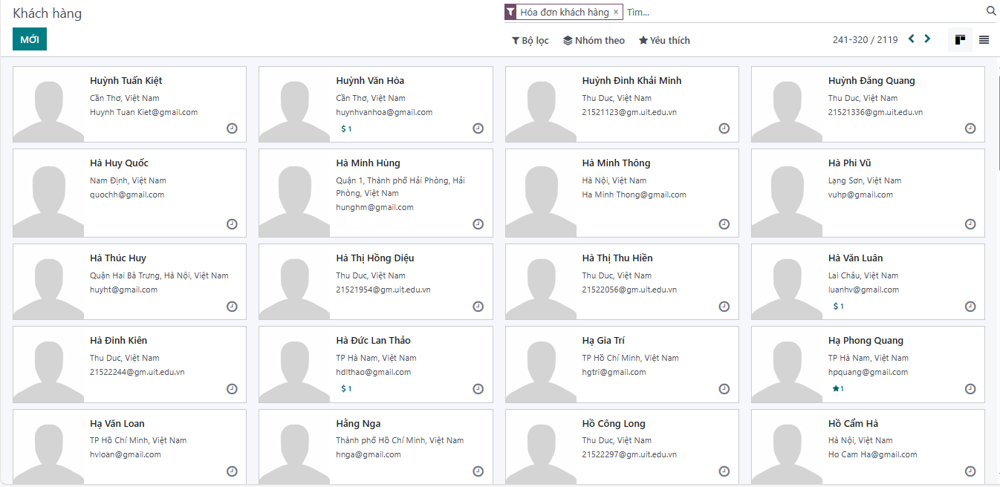 Khách hàng
Hóa đơn khách hàng × Tìm...
MỚI
Bộ lọc Nhóm theo Yêu thích
241-320 / 2119
Huỳnh Tuấn Kiệt
Cần Thơ, Việt Nam
Huynh Tuan Kiet@gmail.com
Huỳnh Văn Hòa
Cần Thơ, Việt Nam
huynhvanhoa@gmail.com
$ 1
Huỳnh Đình Khải Minh
Thu Duc, Việt Nam
21521123@gm.uit.edu.vn
Huỳnh Đăng Quang
Thu Duc, Việt Nam
21521336@gm.uit.edu.vn
Hà Huy Quốc
Nam Định, Việt Nam
quochh@gmail.com
Hà Minh Hùng
Quận 1, Thành phố Hải Phòng, Hải
Phòng, Việt Nam
hunghm@gmail.com
Hà Minh Thông
Hà Nội, Việt Nam
Ha Minh Thong@gmail.com
Hà Phi Vũ
Lạng Sơn, Việt Nam
vuhp@gmail.com
Hà Thúc Huy
Quận Hai Bà Trưng, Hà Nội, Việt Nam
huyht@gmail.com
Hà Thị Hồng Diệu
Thu Duc, Việt Nam
21521954@gm.uit.edu.vn
Hà Thị Thu Hiền
Thu Duc, Việt Nam
21522056@gm.uit.edu.vn
Hà Văn Luân
Lai Châu, Việt Nam
luanhv@gmail.com
$ 1
Hà Đình Kiên
Thu Duc, Việt Nam
21522244@gm.uit.edu.vn
Hà Đức Lan Thảo
TP Hà Nam, Việt Nam
hdlthao@gmail.com
$ 1
Hạ Gia Trí
TP Hồ Chí Minh, Việt Nam
hgtri@gmail.com
Hạ Phong Quang
TP Hà Nam, Việt Nam
hpquang@gmail.com
★1
Hạ Văn Loan
TP Hồ Chí Minh, Việt Nam
hvloan@gmail.com
Hằng Nga
Thành phố Hồ Chí Minh, Việt Nam
hnga@gmail.com
Hồ Công Long
Thu Duc, Việt Nam
21522297@gm.uit.edu.vn
Hồ Cẩm Hà
Hà Nội, Việt Nam
Ho Cam Ha@gmail.com